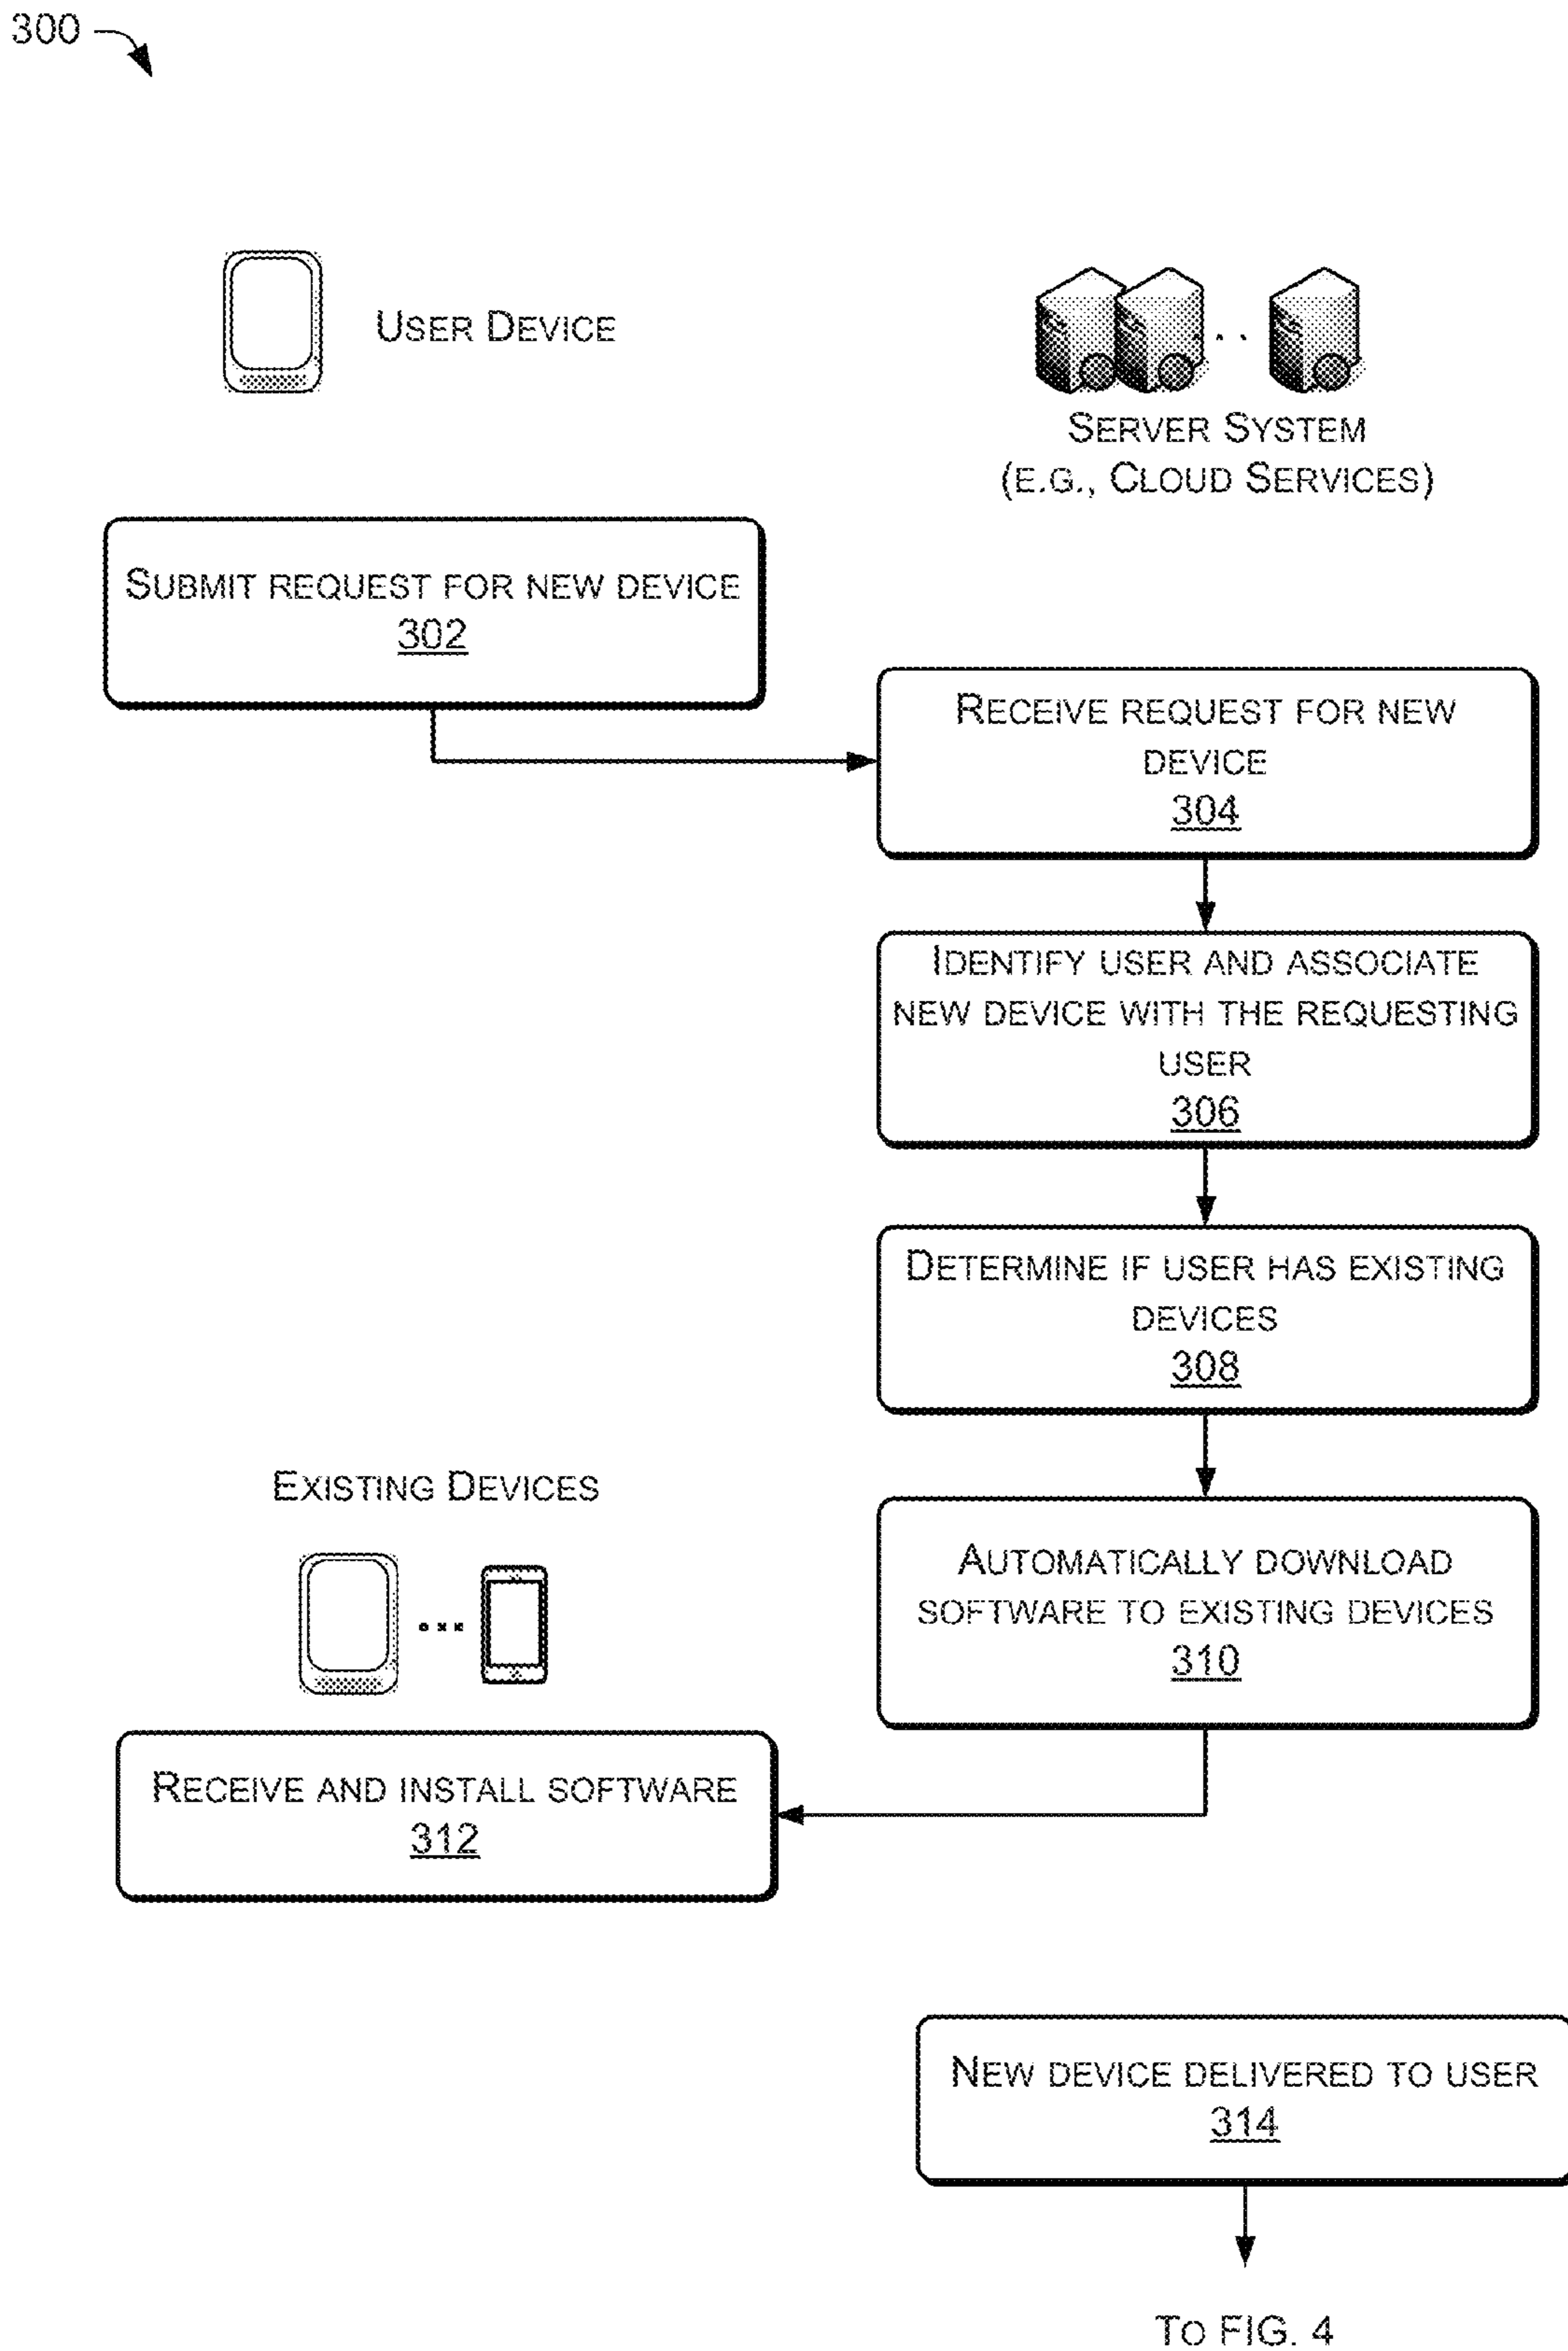 300
USER DEVICE
SERVER SYSTEM
(E.G., CLOUD SERVICES)
SUBMIT REQUEST FOR NEW DEVICE
302
RECEIVE REQUEST FOR NEW
DEVICE
304
IDENTIFY USER AND ASSOCIATE
NEW DEVICE WITH THE REQUESTING
USER
306
DETERMINE IF USER HAS EXISTING
DEVICES
308
AUTOMATICALLY DOWNLOAD
SOFTWARE TO EXISTING DEVICES
310
EXISTING DEVICES
RECEIVE AND INSTALL SOFTWARE
312
NEW DEVICE DELIVERED TO USER
314
TO FIG. 4